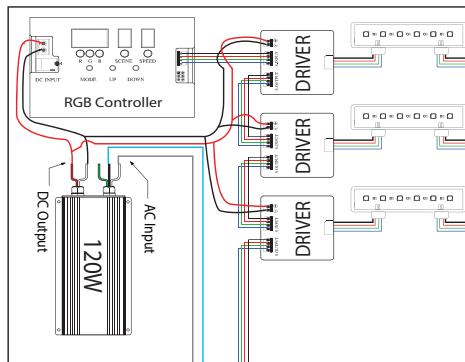 R G B SCENE SPEED
DC INPUT MODE UP DOWN
RGB Controller
DRIVER
DRIVER
DRIVER
DC Output
AC Input
120W